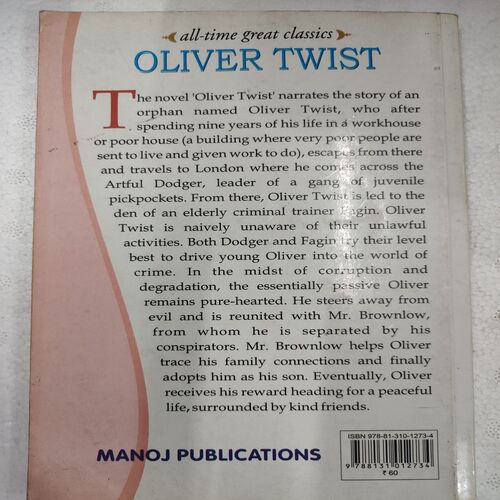 all-time great classics
OLIVER TWIST
The novel 'Oliver Twist' narrates the story of an
orphan named Oliver Twist, who after
spending nine years of his life in a workhouse
or poor house (a building where very poor people are
sent to live and given work to do), escapes from there
and travels to London where he comes across the
Artful Dodger, leader of a gang of juvenile
pickpockets. From there, Oliver Twist is led to the
den of an elderly criminal trainer Fagin. Oliver
Twist is naively unaware of their unlawful
activities. Both Dodger and Fagin try their level
best to drive young Oliver into the world of
crime. In the midst of corruption and
degradation, the essentially passive Oliver
remains pure-hearted. He steers away from
evil and is reunited with Mr. Brownlow,
from whom he is separated by his
conspirators. Mr. Brownlow helps Oliver
trace his family connections and finally
adopts him as his son. Eventually, Oliver
receives his reward heading for a peaceful
life, surrounded by kind friends.
MANOJ PUBLICATIONS
ISBN 978-81-310-1273-4
9 788131 012734
₹ 60